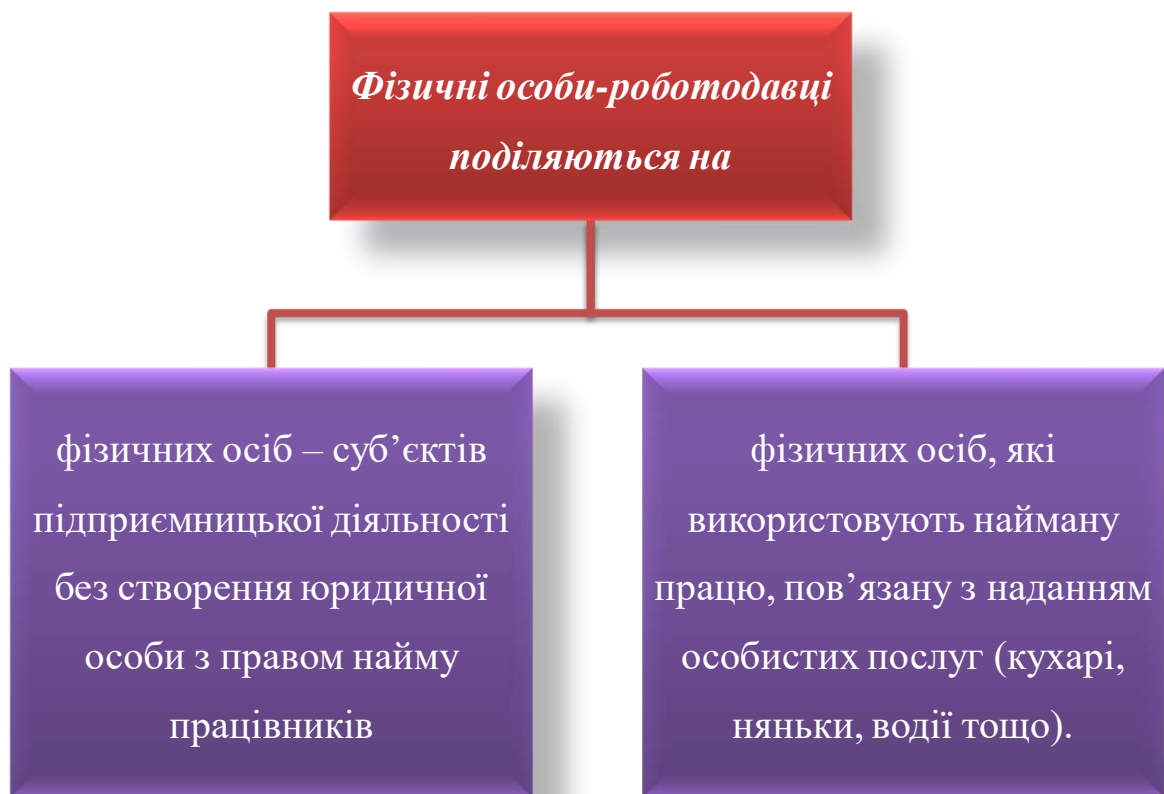 Фізичні особи-роботодавці
поділяються на
фізичних осіб – суб’єктів
підприємницької діяльності
без створення юридичної
особи з правом найму
працівників
фізичних осіб, які
використовують найману
працю, пов’язану з наданням
особистих послуг (кухарі,
няньки, водії тощо).